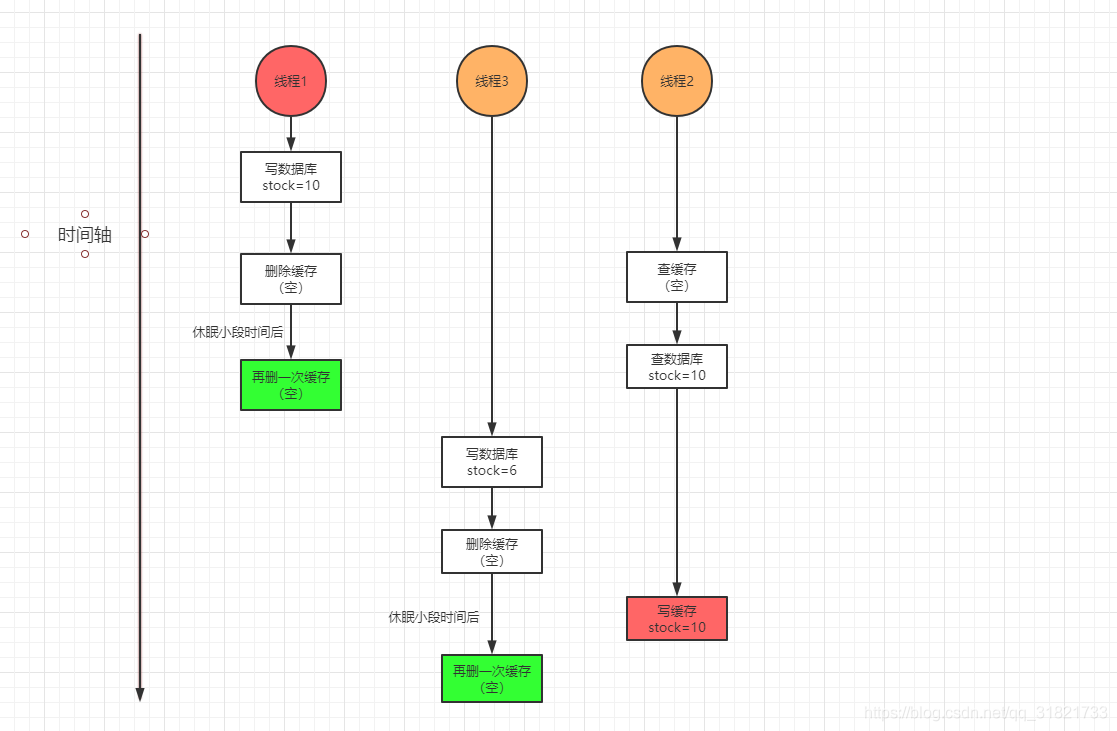 线程1
线程3
线程2
写数据库
stock=10
时间轴
删除缓存
（空）
查缓存
（空）
休眠小段时间后
再删一次缓存
（空）
查数据库
stock=10
写数据库
stock=6
删除缓存
（空）
休眠小段时间后
写缓存
stock=10
再删一次缓存
（空）
https://blog.csdn.net/qq_31821733